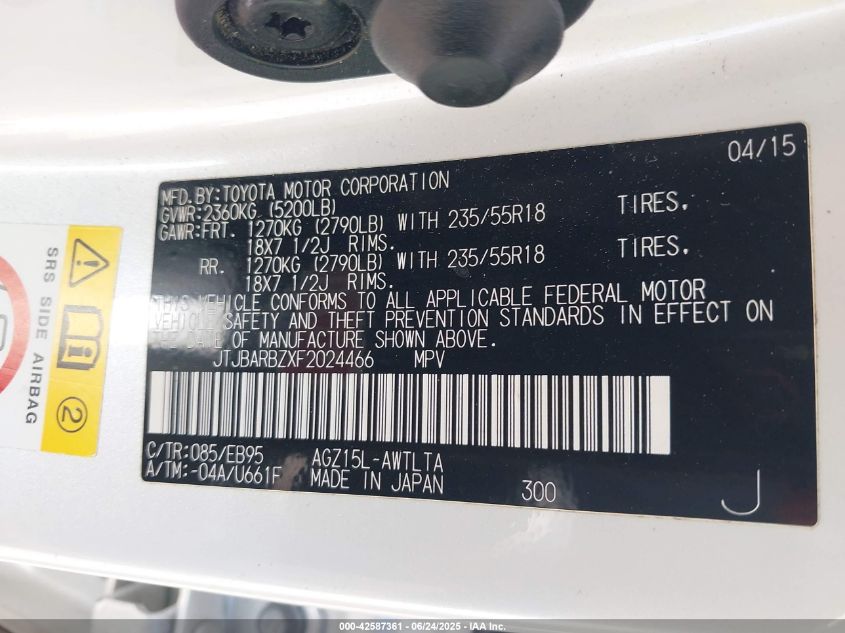 04/15
MFD.BY:TOYOTA MOTOR CORPORATION
GVWR:2360KG (5200LB)
GAWR:FRT. 1270KG (2790LB) WITH 235/55R18 TIRES,
18X7 1/2J RIMS.
RR. 1270KG (2790LB) WITH 235/55R18 TIRES,
18X7 1/2J RIMS.
THIS VEHICLE CONFORMS TO ALL APPLICABLE FEDERAL MOTOR
VEHICLE SAFETY AND THEFT PREVENTION STANDARDS IN EFFECT ON
THE DATE OF MANUFACTURE SHOWN ABOVE.
JTJBARBZXF2024466 MPV
C/TR:085/EB95 AGZ15L-AWTLTA
A/TM:-04A/U661F MADE IN JAPAN 300 J
SRS SIDE AIRBAG
2
000-42587361 - 06/24/2025 - IAA Inc.